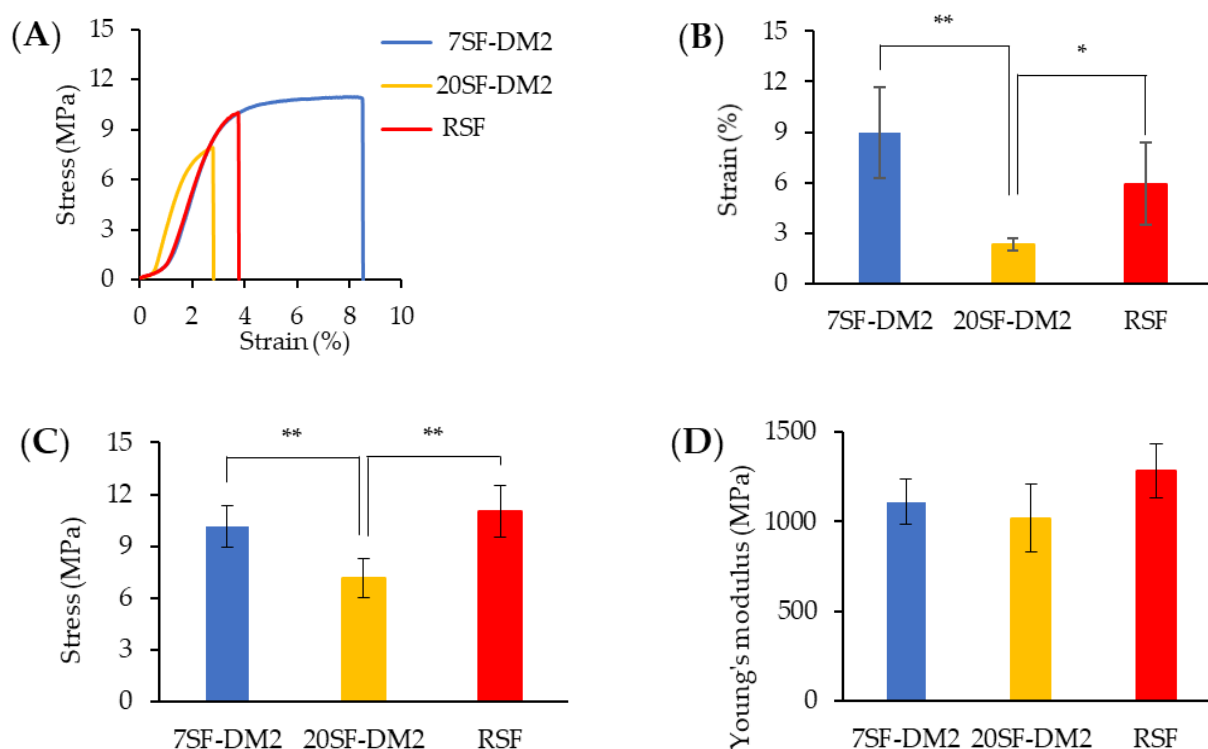 (A)
Stress (MPa)
15
12
9
6
3
0
0 2 4 6 8 10
Strain (%)
7SF-DM2
20SF-DM2
RSF
(B)
Strain (%)
15
12
9
6
3
0
**
*
7SF-DM2 20SF-DM2 RSF
(C)
Stress (MPa)
15
12
9
6
3
0
** **
7SF-DM2 20SF-DM2 RSF
(D)
Young's modulus (MPa)
1500
1000
500
0
7SF-DM2 20SF-DM2 RSF